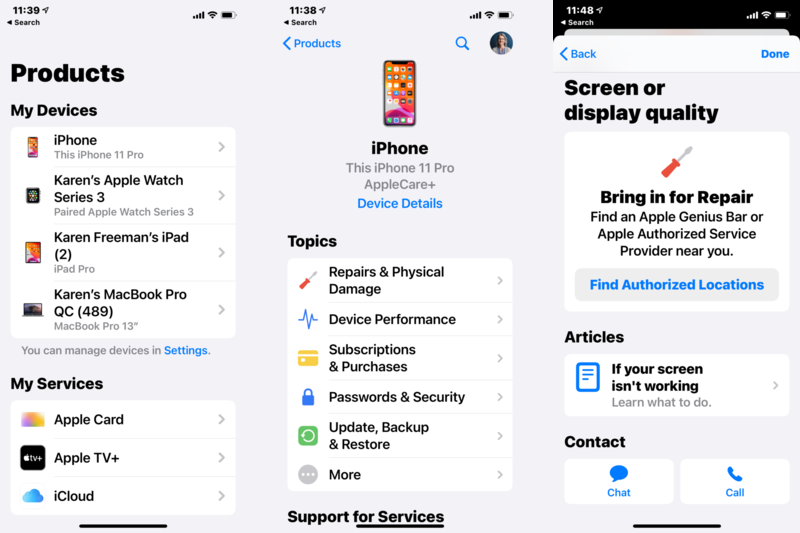 11:39
Search
Products
My Devices
iPhone
This iPhone 11 Pro
Karen's Apple Watch
Series 3
Paired Apple Watch Series 3
Karen Freeman's iPad
(2)
iPad Pro
Karen's MacBook Pro
QC (489)
MacBook Pro 13"
You can manage devices in Settings.
My Services
Apple Card
tv+
Apple TV+
iCloud
11:38
Search
Products
iPhone
This iPhone 11 Pro
AppleCare+
Device Details
Topics
Repairs & Physical
Damage
Device Performance
Subscriptions
& Purchases
Passwords & Security
Update, Backup
& Restore
More
Support for Services
11:48
Search
Back
Done
Screen or
display quality
Bring in for Repair
Find an Apple Genius Bar or
Apple Authorized Service
Provider near you.
Find Authorized Locations
Articles
If your screen
isn't working
Learn what to do.
Contact
Chat
Call